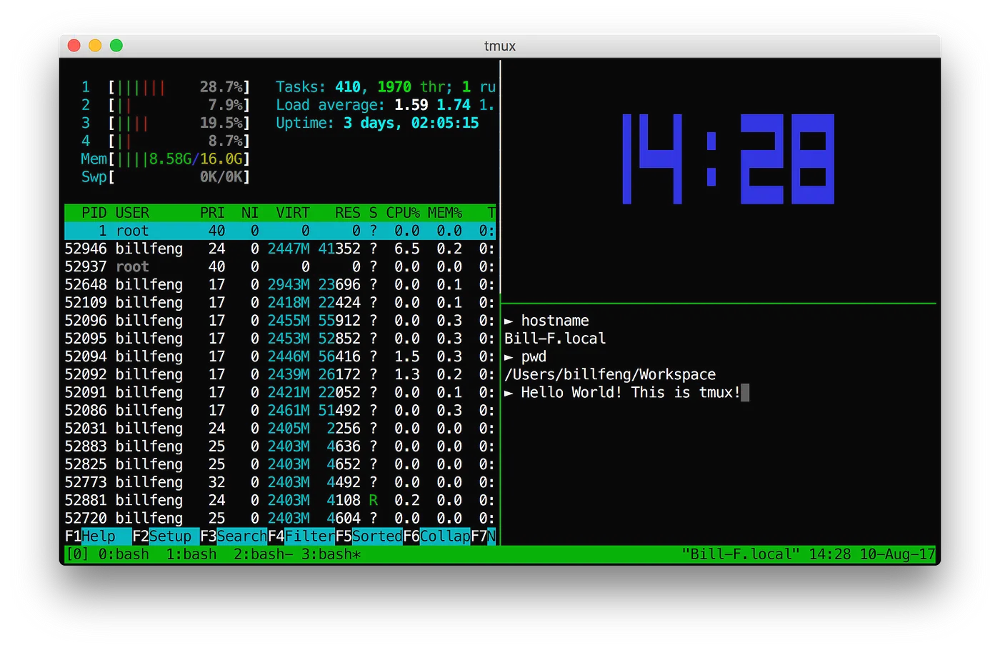 tmux
1 [|||||| 28.7%] Tasks: 410, 1970 thr; 1 ru
2 [|| 7.9%] Load average: 1.59 1.74 1.
3 [|||| 19.5%] Uptime: 3 days, 02:05:15
4 [|| 8.7%]
Mem[||||8.58G/16.0G]
Swp[ 0K/0K]
PID USER PRI NI VIRT RES S CPU% MEM% T
1 root 40 0 0 0 ? 0.0 0.0 0:
52946 billfeng 24 0 2447M 41352 ? 6.5 0.2 0:
52937 root 40 0 0 0 ? 0.0 0.0 0:
52648 billfeng 17 0 2943M 23696 ? 0.0 0.1 0:
52109 billfeng 17 0 2418M 22424 ? 0.0 0.1 0:
52096 billfeng 17 0 2455M 55912 ? 0.0 0.3 0:
52095 billfeng 17 0 2453M 52852 ? 0.0 0.3 0:
52094 billfeng 17 0 2446M 56416 ? 1.5 0.3 0:
52092 billfeng 17 0 2439M 26172 ? 1.3 0.2 0:
52091 billfeng 17 0 2421M 22052 ? 0.0 0.1 0:
52086 billfeng 17 0 2461M 51492 ? 0.0 0.3 0:
52031 billfeng 24 0 2405M 2256 ? 0.0 0.0 0:
52883 billfeng 25 0 2403M 4636 ? 0.0 0.0 0:
52825 billfeng 25 0 2403M 4652 ? 0.0 0.0 0:
52773 billfeng 32 0 2403M 4492 ? 0.0 0.0 0:
52881 billfeng 24 0 2403M 4108 R 0.2 0.0 0:
52720 billfeng 25 0 2403M 4604 ? 0.0 0.0 0:
F1Help F2Setup F3SearchF4FilterF5SortedF6CollapF7N
14:28
► hostname
Bill-F.local
► pwd
/Users/billfeng/Workspace
► Hello World! This is tmux!
[0] 0:bash 1:bash 2:bash- 3:bash* "Bill-F.local" 14:28 10-Aug-17